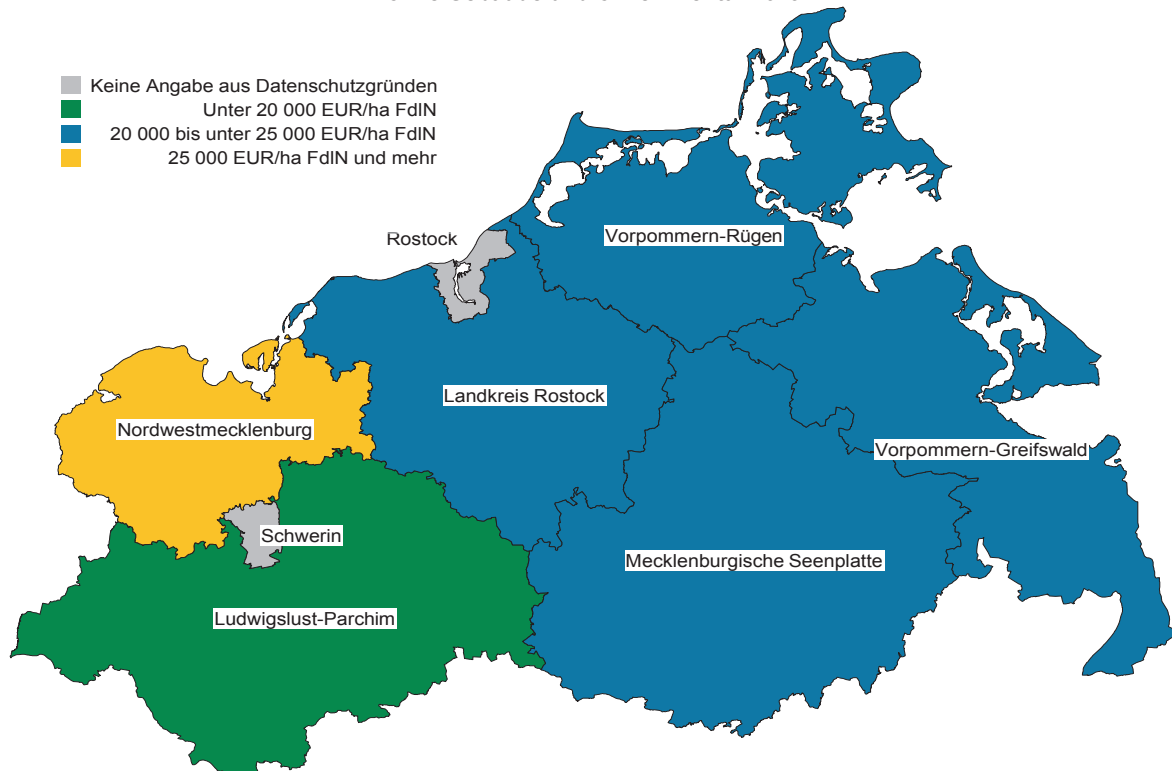 Keine Angabe aus Datenschutzgründen
Unter 20 000 EUR/ha FdlN
20 000 bis unter 25 000 EUR/ha FdlN
25 000 EUR/ha FdlN und mehr
Rostock
Vorpommern-Rügen
Landkreis Rostock
Nordwestmecklenburg
Vorpommern-Greifswald
Schwerin
Mecklenburgische Seenplatte
Ludwigslust-Parchim